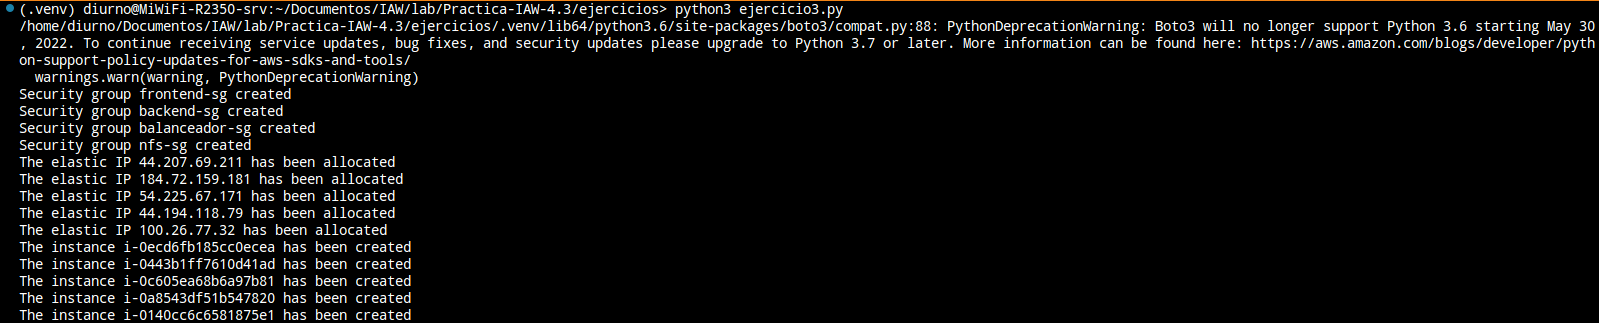 (.venv) diurno@MiWiFi-R2350-srv:~/Documentos/IAW/lab/Practica-IAW-4.3/ejercicios> python3 ejercicio3.py
/home/diurno/Documentos/IAW/lab/Practica-IAW-4.3/ejercicios/.venv/lib64/python3.6/site-packages/boto3/compat.py:88: PythonDeprecationWarning: Boto3 will no longer support Python 3.6 starting May 30
, 2022. To continue receiving service updates, bug fixes, and security updates please upgrade to Python 3.7 or later. More information can be found here: https://aws.amazon.com/blogs/developer/pyth
on-support-policy-updates-for-aws-sdks-and-tools/
  warnings.warn(warning, PythonDeprecationWarning)
Security group frontend-sg created
Security group backend-sg created
Security group balanceador-sg created
Security group nfs-sg created
The elastic IP 44.207.69.211 has been allocated
The elastic IP 184.72.159.181 has been allocated
The elastic IP 54.225.67.171 has been allocated
The elastic IP 44.194.118.79 has been allocated
The elastic IP 100.26.77.32 has been allocated
The instance i-0ecd6fb185cc0ecea has been created
The instance i-0443b1ff7610d41ad has been created
The instance i-0c605ea68b6a97b81 has been created
The instance i-0a8543df51b547820 has been created
The instance i-0140cc6c6581875e1 has been created